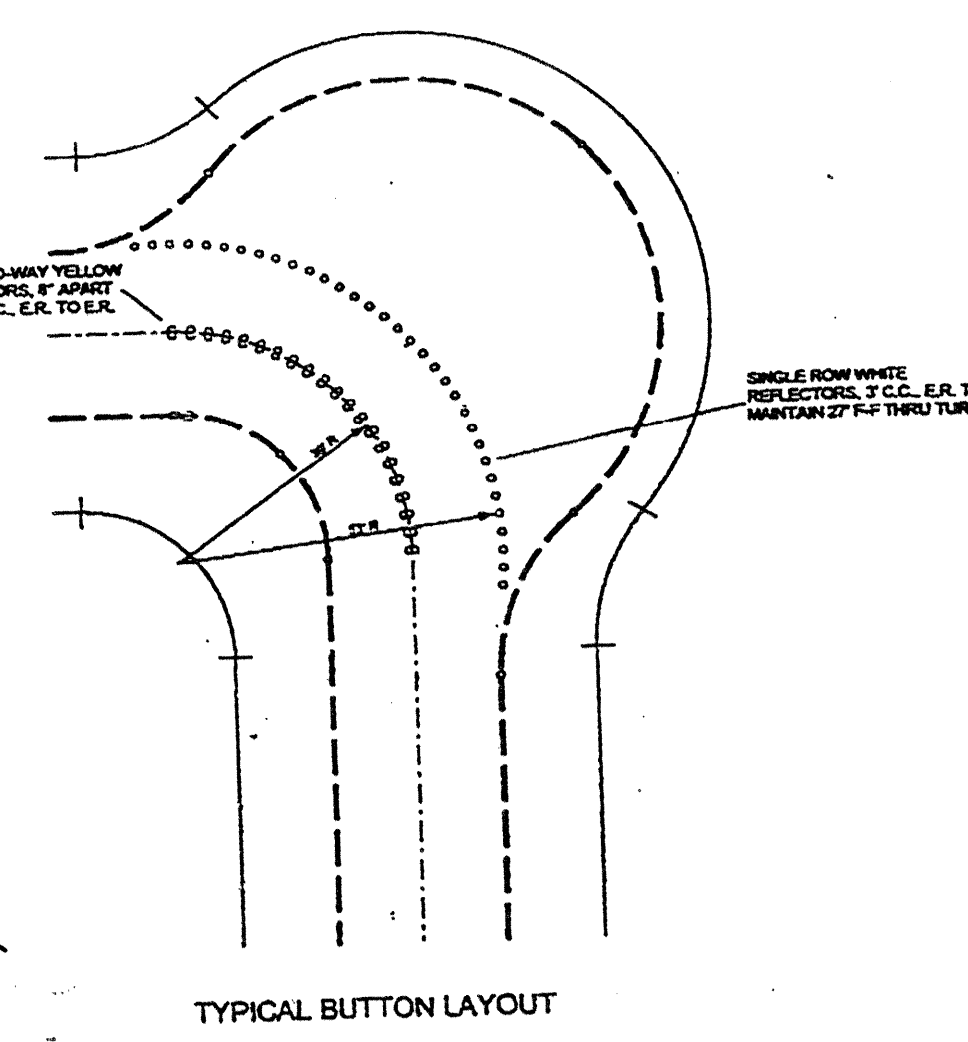 O-WAY YELLOW
ORS, 8" APART
C., E.R. TO E.R.
SINGLE ROW WHITE
REFLECTORS, 3' C.C., E.R. T
MAINTAIN 27' F-F THRU TUR
R
R
TYPICAL BUTTON LAYOUT